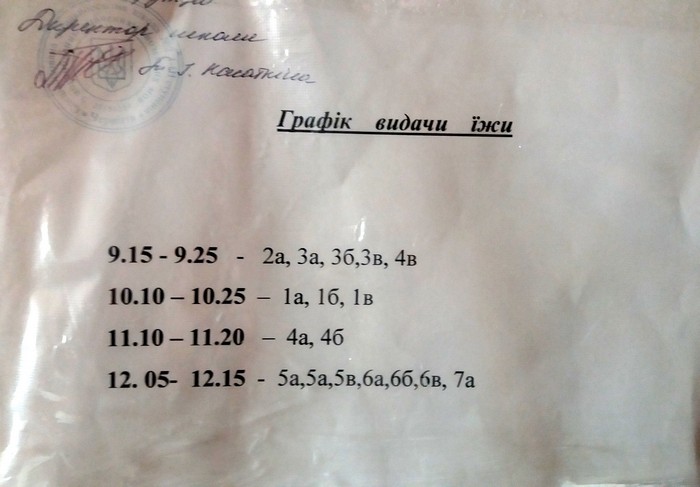 Директор школи
Графік видачи їжи
9.15 - 9.25 - 2а, 3а, 3б,3в, 4в
10.10 – 10.25 – 1а, 1б, 1в
11.10 – 11.20 – 4а, 4б
12. 05- 12.15 - 5а,5а,5в,6а,6б,6в, 7а